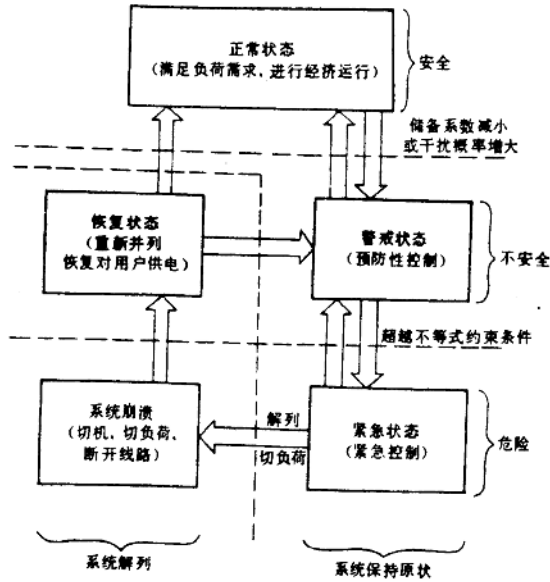 正常状态
(满足负荷需求、进行经济运行)
安全
储备系数减小
或干扰概率增大
恢复状态
(重新并列
恢复对用户供电)
警戒状态
(预防性控制)
不安全
超越不等式约束条件
系统崩溃
(切机、切负荷、
断开线路)
解列
切负荷
紧急状态
(紧急控制)
危险
系统解列
系统保持原状